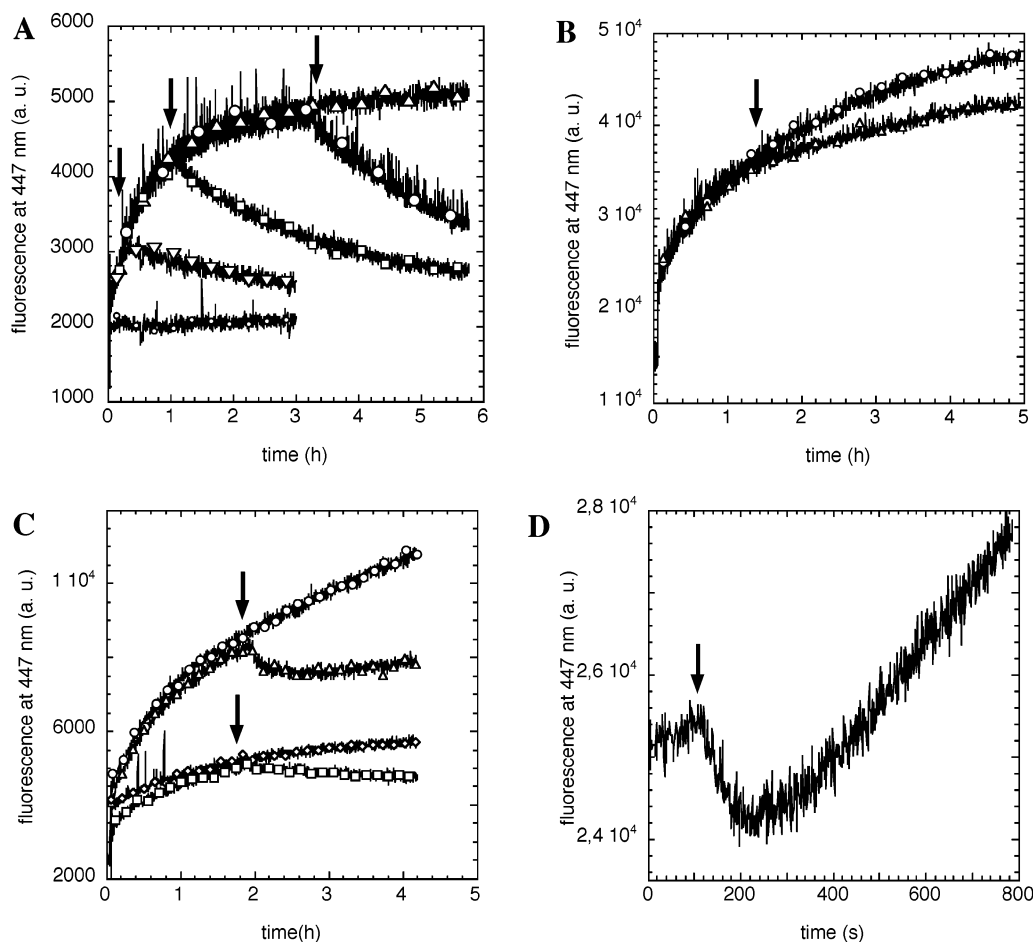 A
6000
5000
4000
3000
2000
1000
0 1 2 3 4 5 6
time (h)
fluorescence at 447 nm (a. u.)
B
5 10⁴
4 10⁴
3 10⁴
2 10⁴
1 10⁴
0 1 2 3 4 5
time (h)
fluorescence at 447 nm (a. u.)
C
1 10⁴
6000
2000
0 1 2 3 4 5
time(h)
fluorescence at 447 nm (a. u.)
D
2,8 10⁴
2,6 10⁴
2,4 10⁴
0 200 400 600 800
time (s)
fluorescence at 447 nm (a. u.)